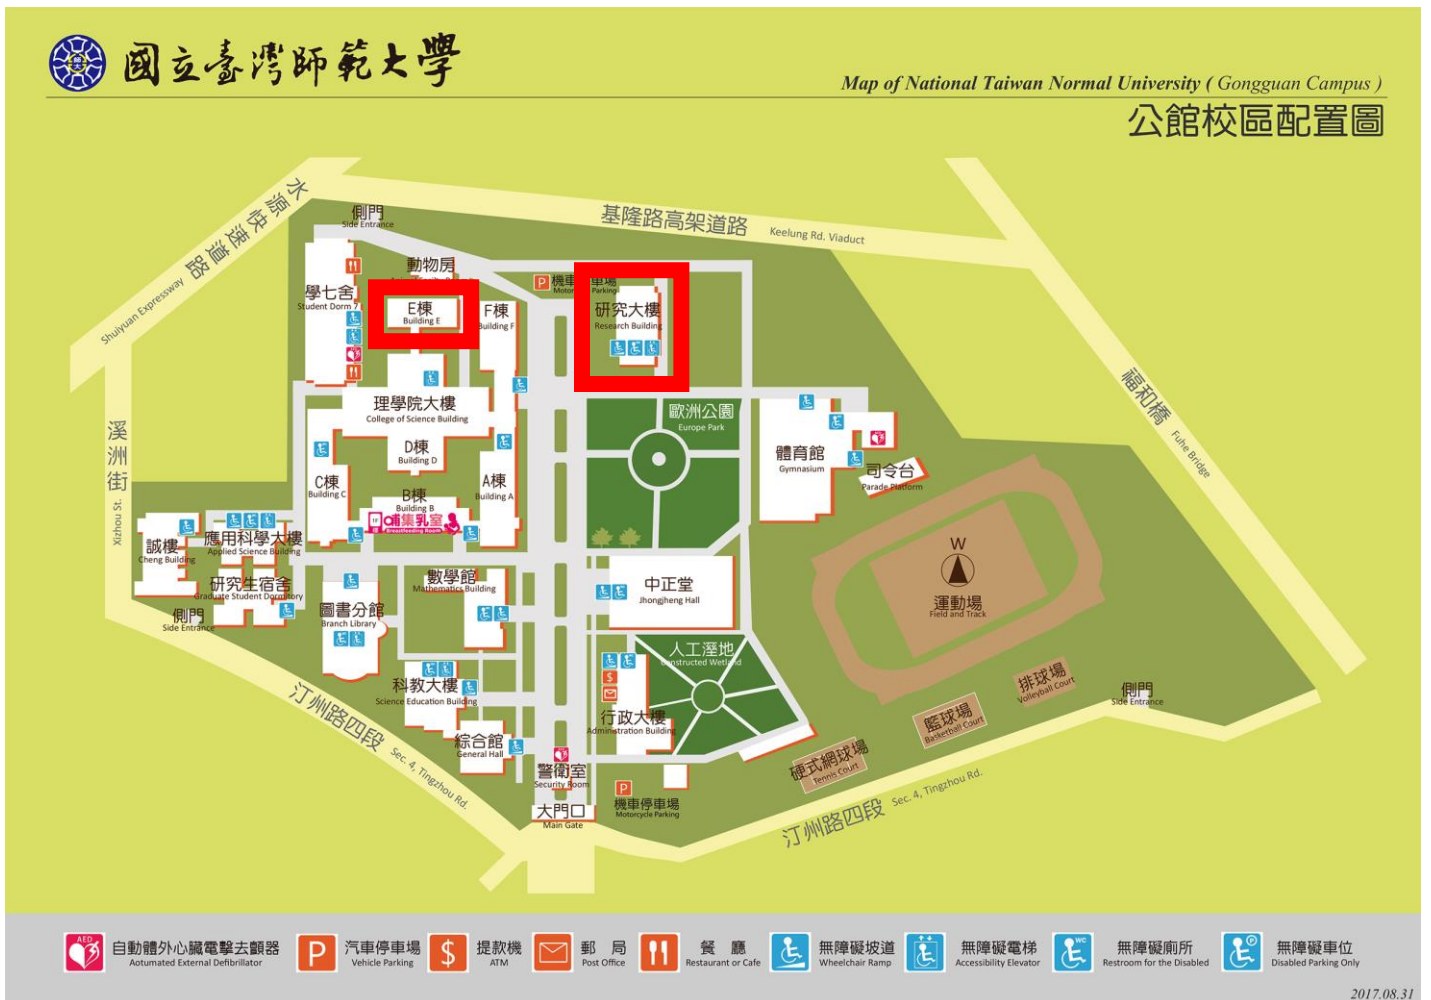 國立臺灣師範大學
Map of National Taiwan Normal University ( Gongguan Campus )
公館校區配置圖
水源快速道路
Shuiyuan Expressway
基隆路高架道路
Keelung Rd. Viaduct
側門
Side Entrance
動物房
學七舍
Student Dorm 7
E棟
Building E
F棟
Building F
機車
車場
Parking
研究大樓
Research Building
理學院大樓
College of Science Building
歐洲公園
Europe Park
福和橋
Fuhe Bridge
溪洲街
Xizhou St.
D棟
Building D
體育館
Gymnasium
司令台
Parade Platform
C棟
Building C
A棟
Building A
B棟
Building B
哺集乳室
Breastfeeding Room
誠樓
Cheng Building
應用科學大樓
Applied Science Building
研究生宿舍
Graduate Student Dormitory
側門
Side Entrance
圖書分館
Branch Library
數學館
Mathematics Building
中正堂
Jhongjheng Hall
W
運動場
Field and Track
人工溼地
Constructed Wetland
科教大樓
Science Education Building
行政大樓
Administration Building
排球場
Volleyball Court
側門
Side Entrance
籃球場
Basketball Court
綜合館
General Hall
硬式網球場
Tennis Court
汀州路四段
Sec. 4, Tingzhou Rd.
警衛室
Security Room
機車停車場
Motorcycle Parking
大門口
Main Gate
汀州路四段
Sec. 4, Tingzhou Rd.
AED
自動體外心臟電擊去顫器
Automated External Defibrillator
P
汽車停車場
Vehicle Parking
$
提款機
ATM
郵局
Post Office
餐廳
Restaurant or Cafe
無障礙坡道
Wheelchair Ramp
無障礙電梯
Accessibility Elevator
WC
無障礙廁所
Restroom for the Disabled
P
無障礙車位
Disabled Parking Only
2017.08.31